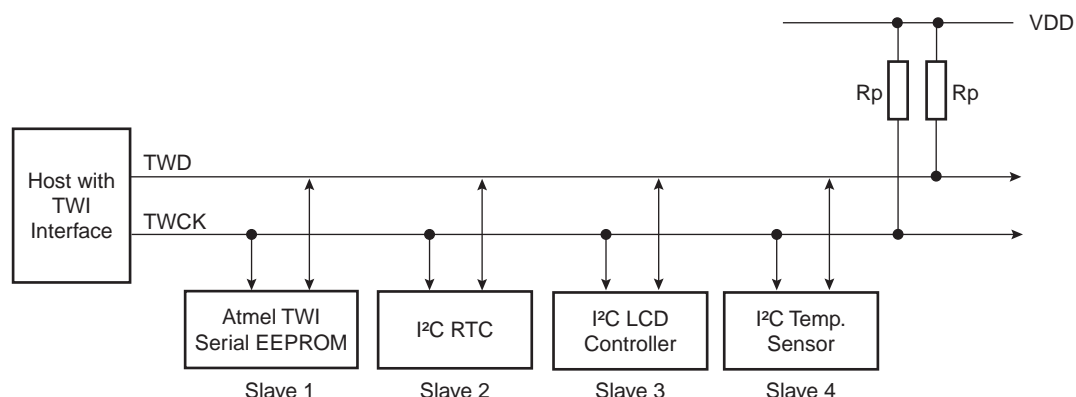 VDD
Rp Rp
TWD
Host with
TWI
Interface
TWCK
Atmel TWI
Serial EEPROM
I²C RTC
I²C LCD
Controller
I²C Temp.
Sensor
Slave 1 Slave 2 Slave 3 Slave 4